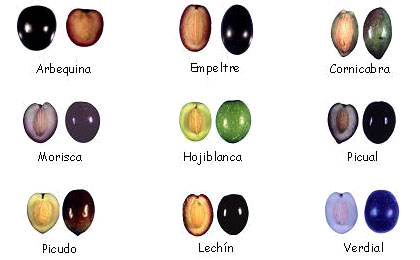 Arbequina
Empeltre
Cornicabra
Morisca
Hojiblanca
Picual
Picudo
Lechín
Verdial